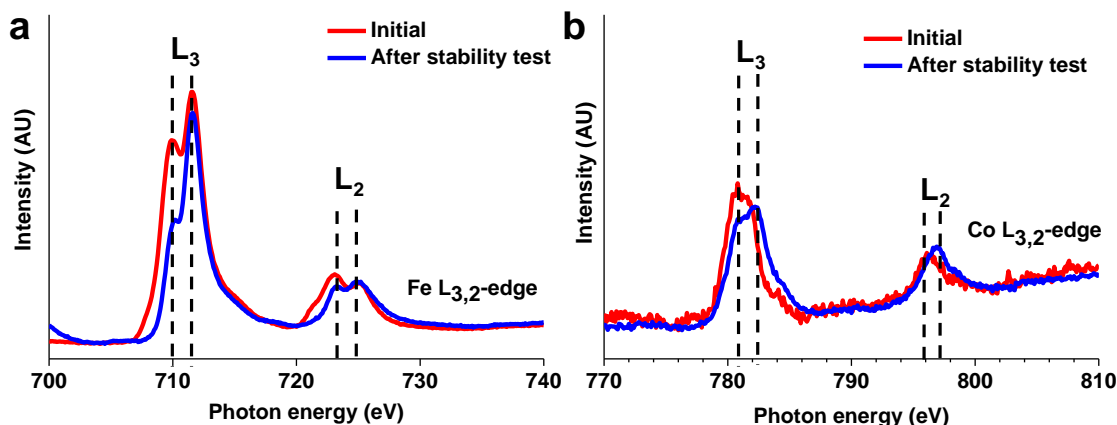 a
Initial
After stability test
L3
L2
Fe L3,2-edge
Intensity (AU)
700 710 720 730 740
Photon energy (eV)
b
Initial
After stability test
L3
L2
Co L3,2-edge
Intensity (AU)
770 780 790 800 810
Photon energy (eV)